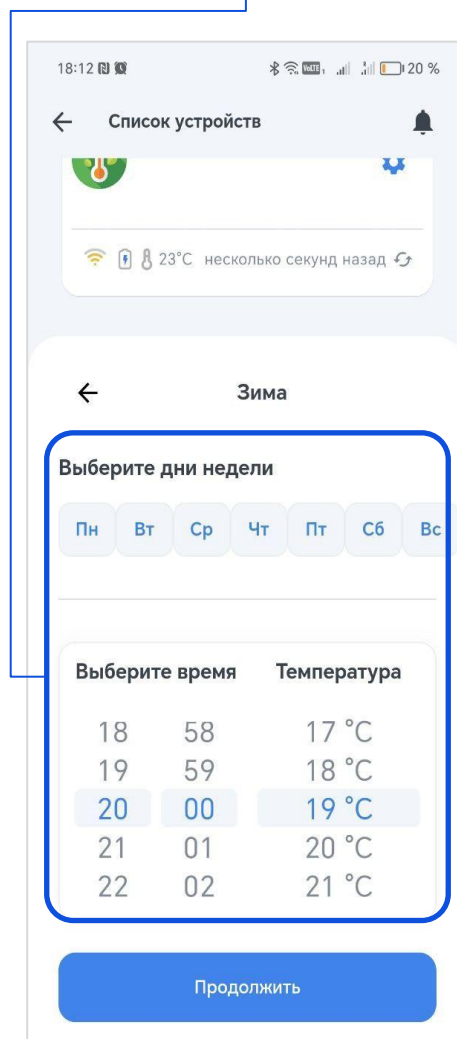 18:12 VoLTE 20 %
Список устройств
23°C несколько секунд назад
Зима
Выберите дни недели
Пн Вт Ср Чт Пт Сб Вс
Выберите время Температура
18 58 17 °C
19 59 18 °C
20 00 19 °C
21 01 20 °C
22 02 21 °C
Продолжить